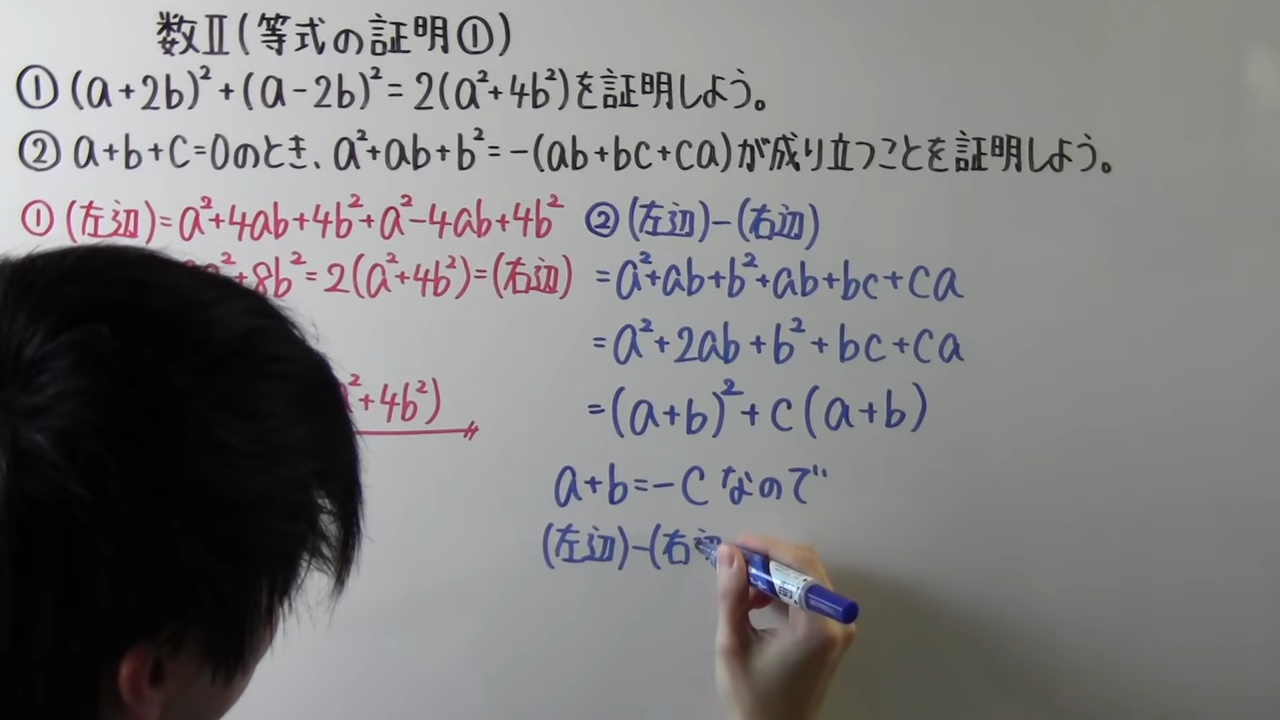 数Ⅱ(等式の証明①)
①(a+2b)²+(a-2b)²=2(a²+4b²)を証明しよう。
②a+b+c=0のとき、a²+ab+b²=-(ab+bc+ca)が成り立つことを証明しよう。
①(左辺)=a²+4ab+4b²+a²-4ab+4b²
+8b²=2(a²+4b²)=(右辺)
²+4b²)
②(左辺)-(右辺)
=a²+ab+b²+ab+bc+ca
=a²+2ab+b²+bc+ca
=(a+b)²+c(a+b)
a+b=-cなので
(左辺)-(右